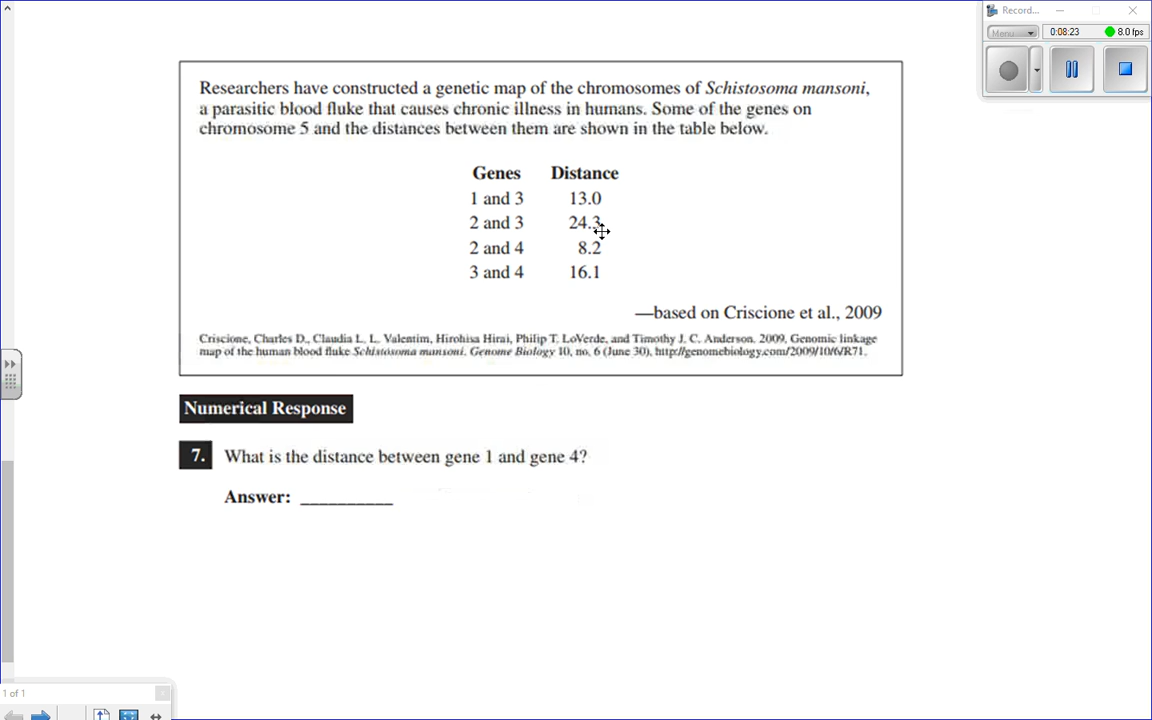 Record...
Menu
0:08:23
8.0 fps
Researchers have constructed a genetic map of the chromosomes of Schistosoma mansoni,
a parasitic blood fluke that causes chronic illness in humans. Some of the genes on
chromosome 5 and the distances between them are shown in the table below.
Genes Distance
1 and 3 13.0
2 and 3 24.3
2 and 4 8.2
3 and 4 16.1
—based on Criscione et al., 2009
Criscione, Charles D., Claudia L. L. Valentim, Hirohisa Hirai, Philip T. LoVerde, and Timothy J. C. Anderson. 2009. Genomic linkage
map of the human blood fluke Schistosoma mansoni. Genome Biology 10, no. 6 (June 30), http://genomebiology.com/2009/10/6/R71.
Numerical Response
7. What is the distance between gene 1 and gene 4?
Answer: __________
1 of 1